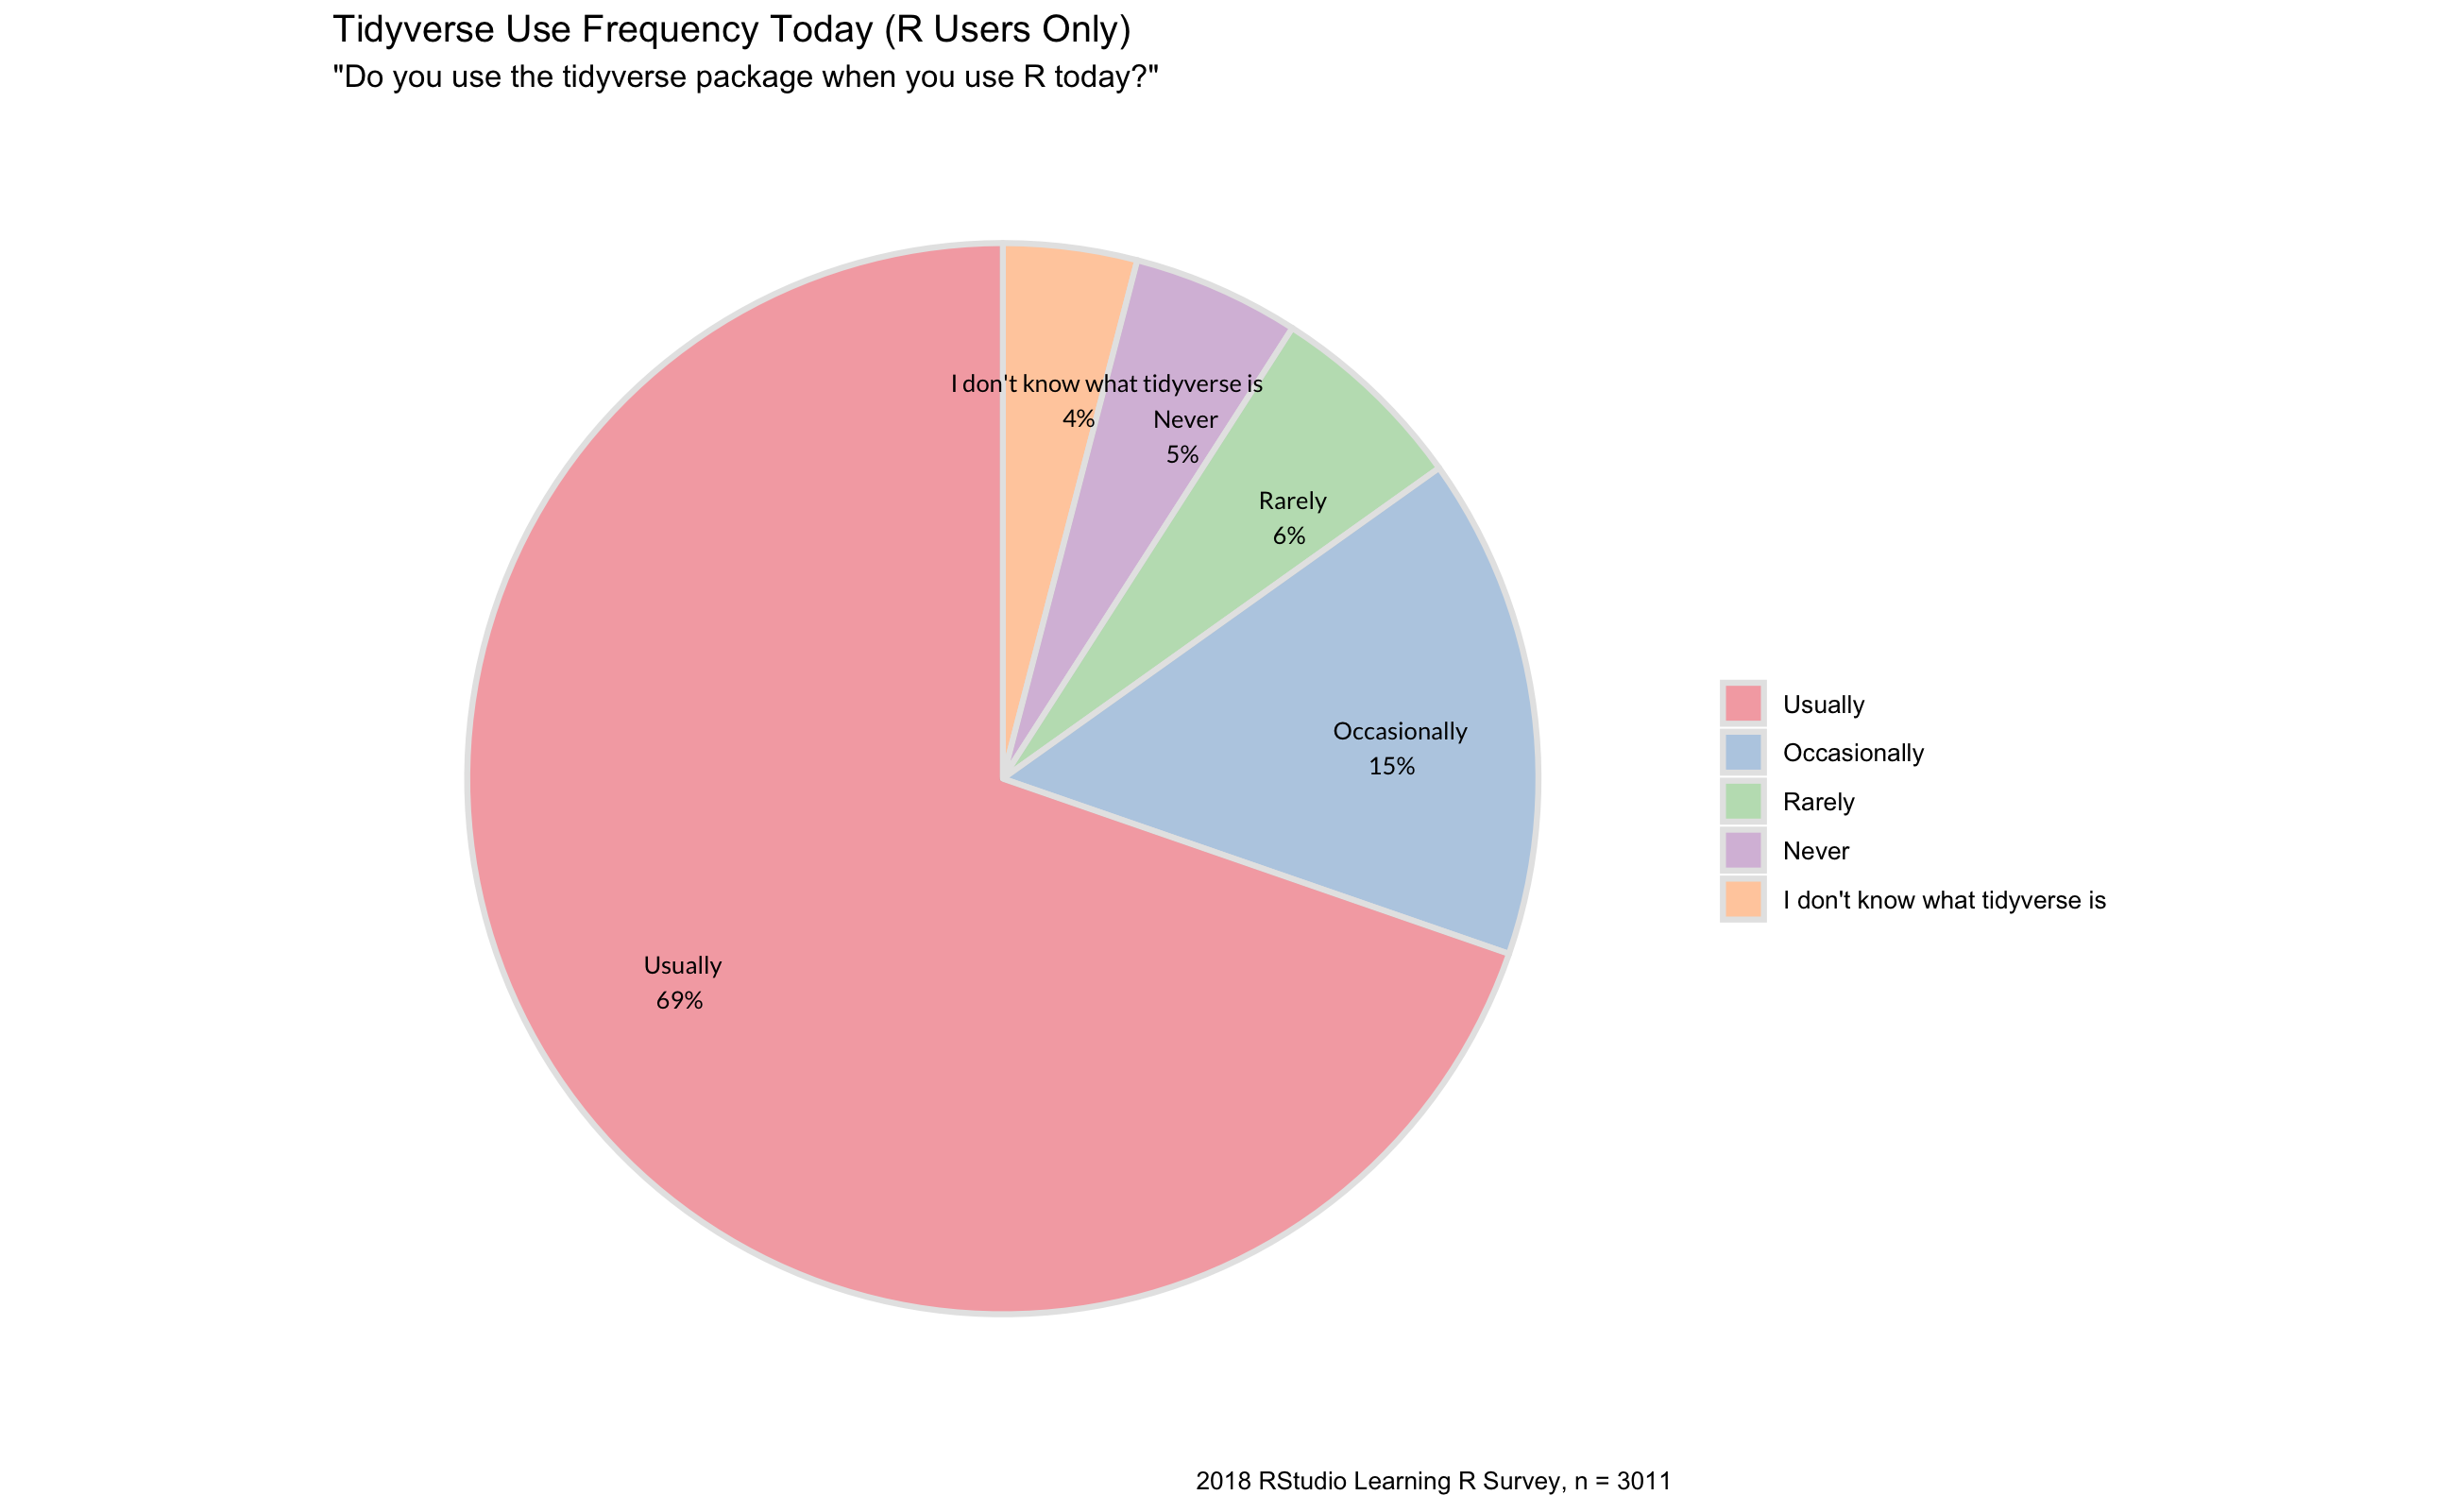 Tidyverse Use Frequency Today (R Users Only)
"Do you use the tidyverse package when you use R today?"
I don't know what tidyverse is
4%
Never
5%
Rarely
6%
Occasionally
15%
Usually
69%
Usually
Occasionally
Rarely
Never
I don't know what tidyverse is
2018 RStudio Learning R Survey, n = 3011